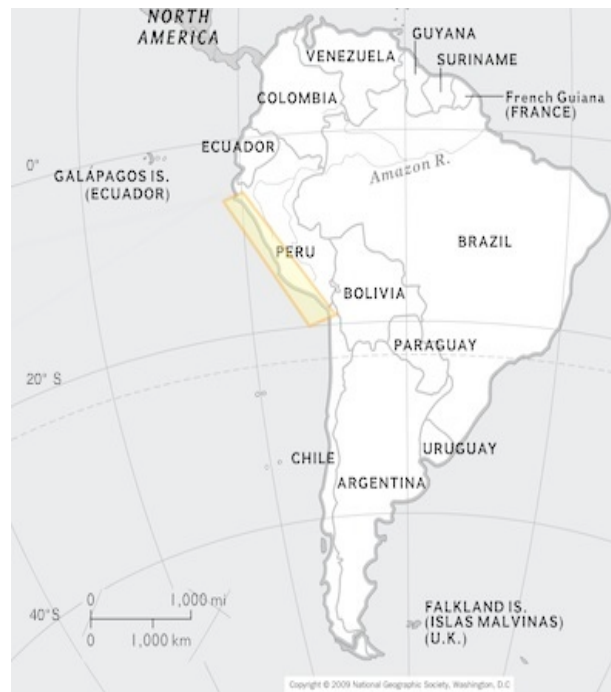 NORTH
AMERICA
GUYANA
VENEZUELA
SURINAME
COLOMBIA
French Guiana
(FRANCE)
ECUADOR
0°
GALÁPAGOS IS.
(ECUADOR)
Amazon R.
PERU
BRAZIL
BOLIVIA
PARAGUAY
20° S
CHILE
URUGUAY
ARGENTINA
0 1,000 mi
0 1,000 km
40°S
FALKLAND IS.
(ISLAS MALVINAS)
(U.K.)
Copyright © 2009 National Geographic Society, Washington, D.C